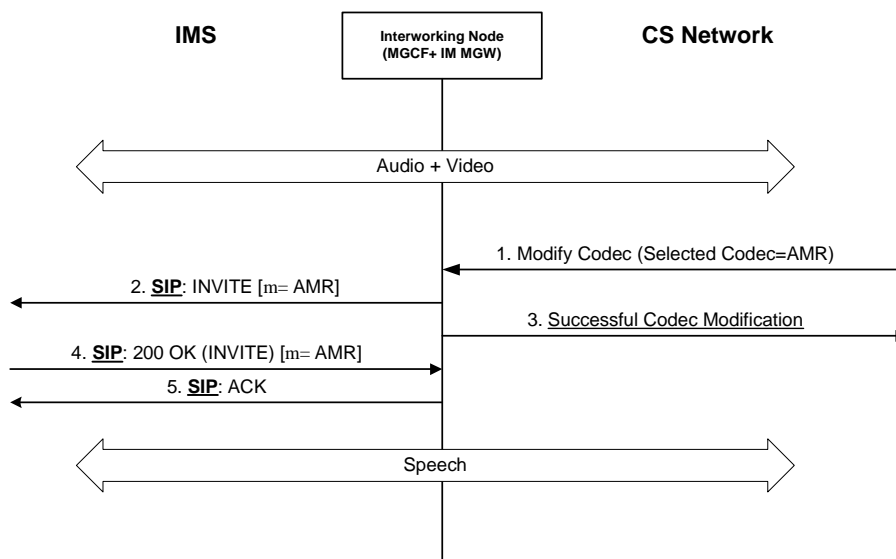 IMS
Interworking Node
(MGCF+ IM MGW)
CS Network
Audio + Video
1. Modify Codec (Selected Codec=AMR)
2. SIP: INVITE [m= AMR]
3. Successful Codec Modification
4. SIP: 200 OK (INVITE) [m= AMR]
5. SIP: ACK
Speech